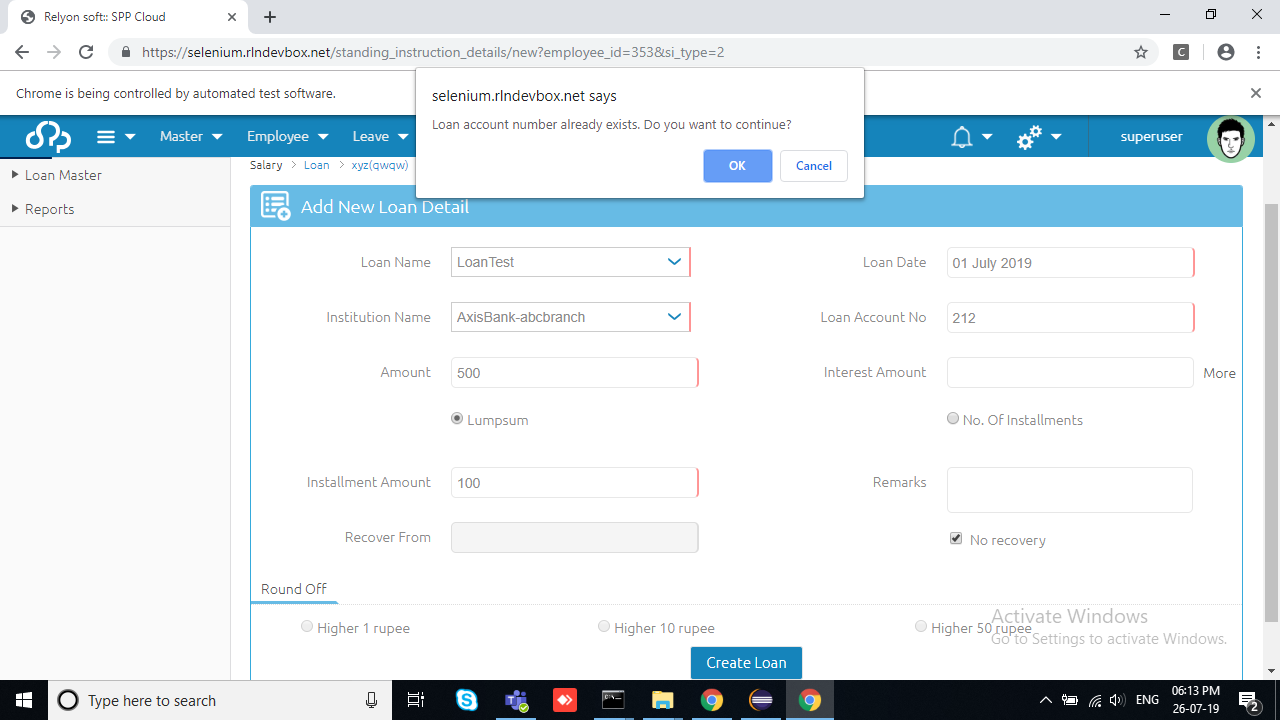 Relyon soft:: SPP Cloud
https://selenium.rlndevbox.net/standing_instruction_details/new?employee_id=353&si_type=2
C
Chrome is being controlled by automated test software.
selenium.rlndevbox.net says
Loan account number already exists. Do you want to continue?
OK
Cancel
Master
Employee
Leave
superuser
Salary > Loan > xyz(qwqw)
Loan Master
Reports
Add New Loan Detail
Loan Name LoanTest
Loan Date 01 July 2019
Institution Name AxisBank-abcbranch
Loan Account No 212
Amount 500
Interest Amount More
Lumpsum
No. Of Installments
Installment Amount 100
Remarks
Recover From
No recovery
Round Off
Higher 1 rupee
Higher 10 rupee
Higher 50 rupee
Activate Windows
Go to Settings to activate Windows.
Create Loan
Type here to search
ENG
06:13 PM
26-07-19
2